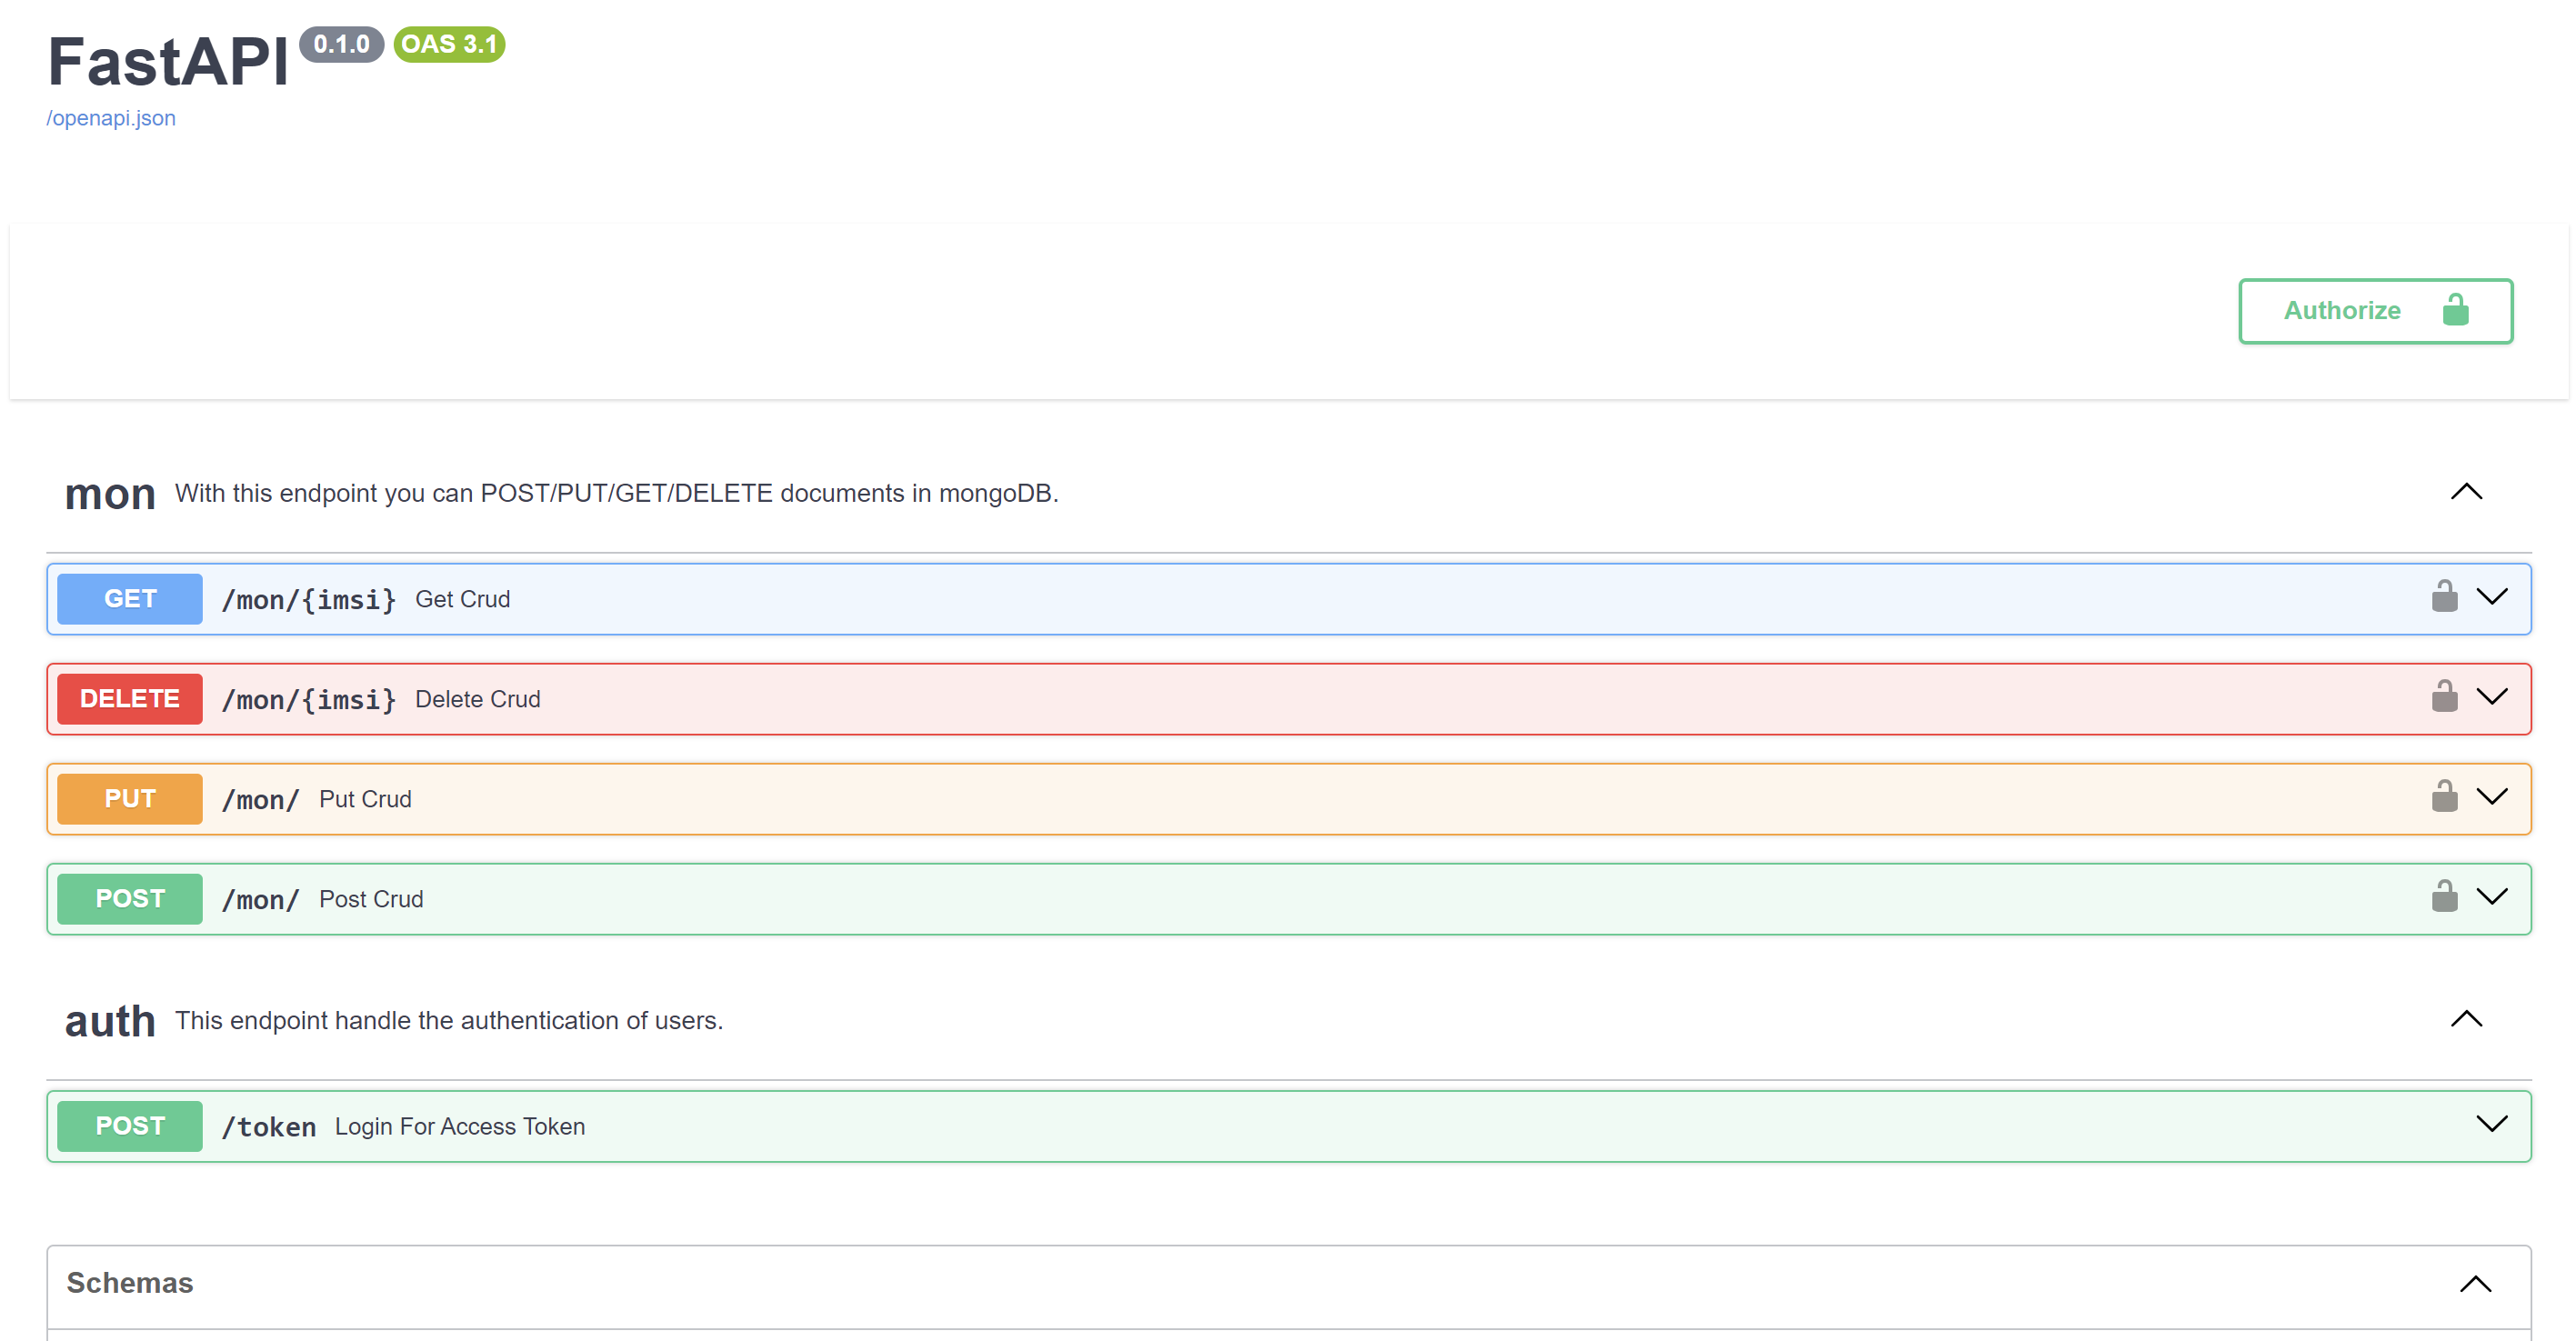 FastAPI 0.1.0 OAS 3.1
/openapi.json
Authorize
mon With this endpoint you can POST/PUT/GET/DELETE documents in mongoDB.
GET /mon/{imsi} Get Crud
DELETE /mon/{imsi} Delete Crud
PUT /mon/ Put Crud
POST /mon/ Post Crud
auth This endpoint handle the authentication of users.
POST /token Login For Access Token
Schemas